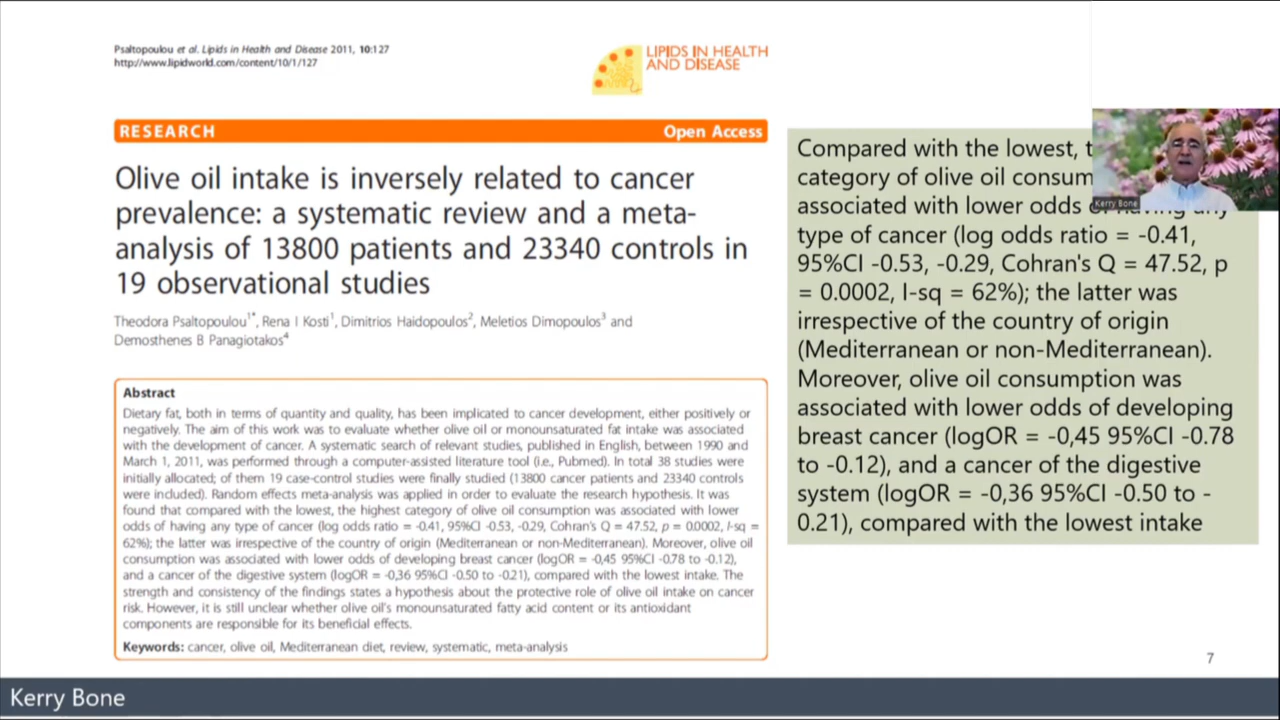 Psaltopoulou et al. Lipids in Health and Disease 2011, 10:127
http://www.lipidworld.com/content/10/1/127
LIPIDS IN HEALTH
AND DISEASE
RESEARCH
Open Access
Olive oil intake is inversely related to cancer
prevalence: a systematic review and a meta-
analysis of 13800 patients and 23340 controls in
19 observational studies
Theodora Psaltopoulou1*, Rena I Kosti1, Dimitrios Haidopoulos2, Meletios Dimopoulos3 and
Demosthenes B Panagiotakos4
Abstract
Dietary fat, both in terms of quantity and quality, has been implicated to cancer development, either positively or
negatively. The aim of this work was to evaluate whether olive oil or monounsaturated fat intake was associated
with the development of cancer. A systematic search of relevant studies, published in English, between 1990 and
March 1, 2011, was performed through a computer-assisted literature tool (i.e., Pubmed). In total 38 studies were
initially allocated; of them 19 case-control studies were finally studied (13800 cancer patients and 23340 controls
were included). Random effects meta-analysis was applied in order to evaluate the research hypothesis. It was
found that compared with the lowest, the highest category of olive oil consumption was associated with lower
odds of having any type of cancer (log odds ratio = -0.41, 95%CI -0.53, -0.29, Cohran's Q = 47.52, p = 0.0002, I-sq =
62%); the latter was irrespective of the country of origin (Mediterranean or non-Mediterranean). Moreover, olive oil
consumption was associated with lower odds of developing breast cancer (logOR = -0,45 95%CI -0.78 to -0.12),
and a cancer of the digestive system (logOR = -0,36 95%CI -0.50 to -0.21), compared with the lowest intake. The
strength and consistency of the findings states a hypothesis about the protective role of olive oil intake on cancer
risk. However, it is still unclear whether olive oil's monounsaturated fatty acid content or its antioxidant
components are responsible for its beneficial effects.
Keywords: cancer, olive oil, Mediterranean diet, review, systematic, meta-analysis
Compared with the lowest,
category of olive oil
associated with lower odds any
type of cancer (log odds ratio = -0.41,
95%CI -0.53, -0.29, Cohran's Q = 47.52, p
= 0.0002, I-sq = 62%); the latter was
irrespective of the country of origin
(Mediterranean or non-Mediterranean).
Moreover, olive oil consumption was
associated with lower odds of developing
breast cancer (logOR = -0,45 95%CI -0.78
to -0.12), and a cancer of the digestive
system (logOR = -0,36 95%CI -0.50 to -
0.21), compared with the lowest intake
Kerry Bone
7
Kerry Bone